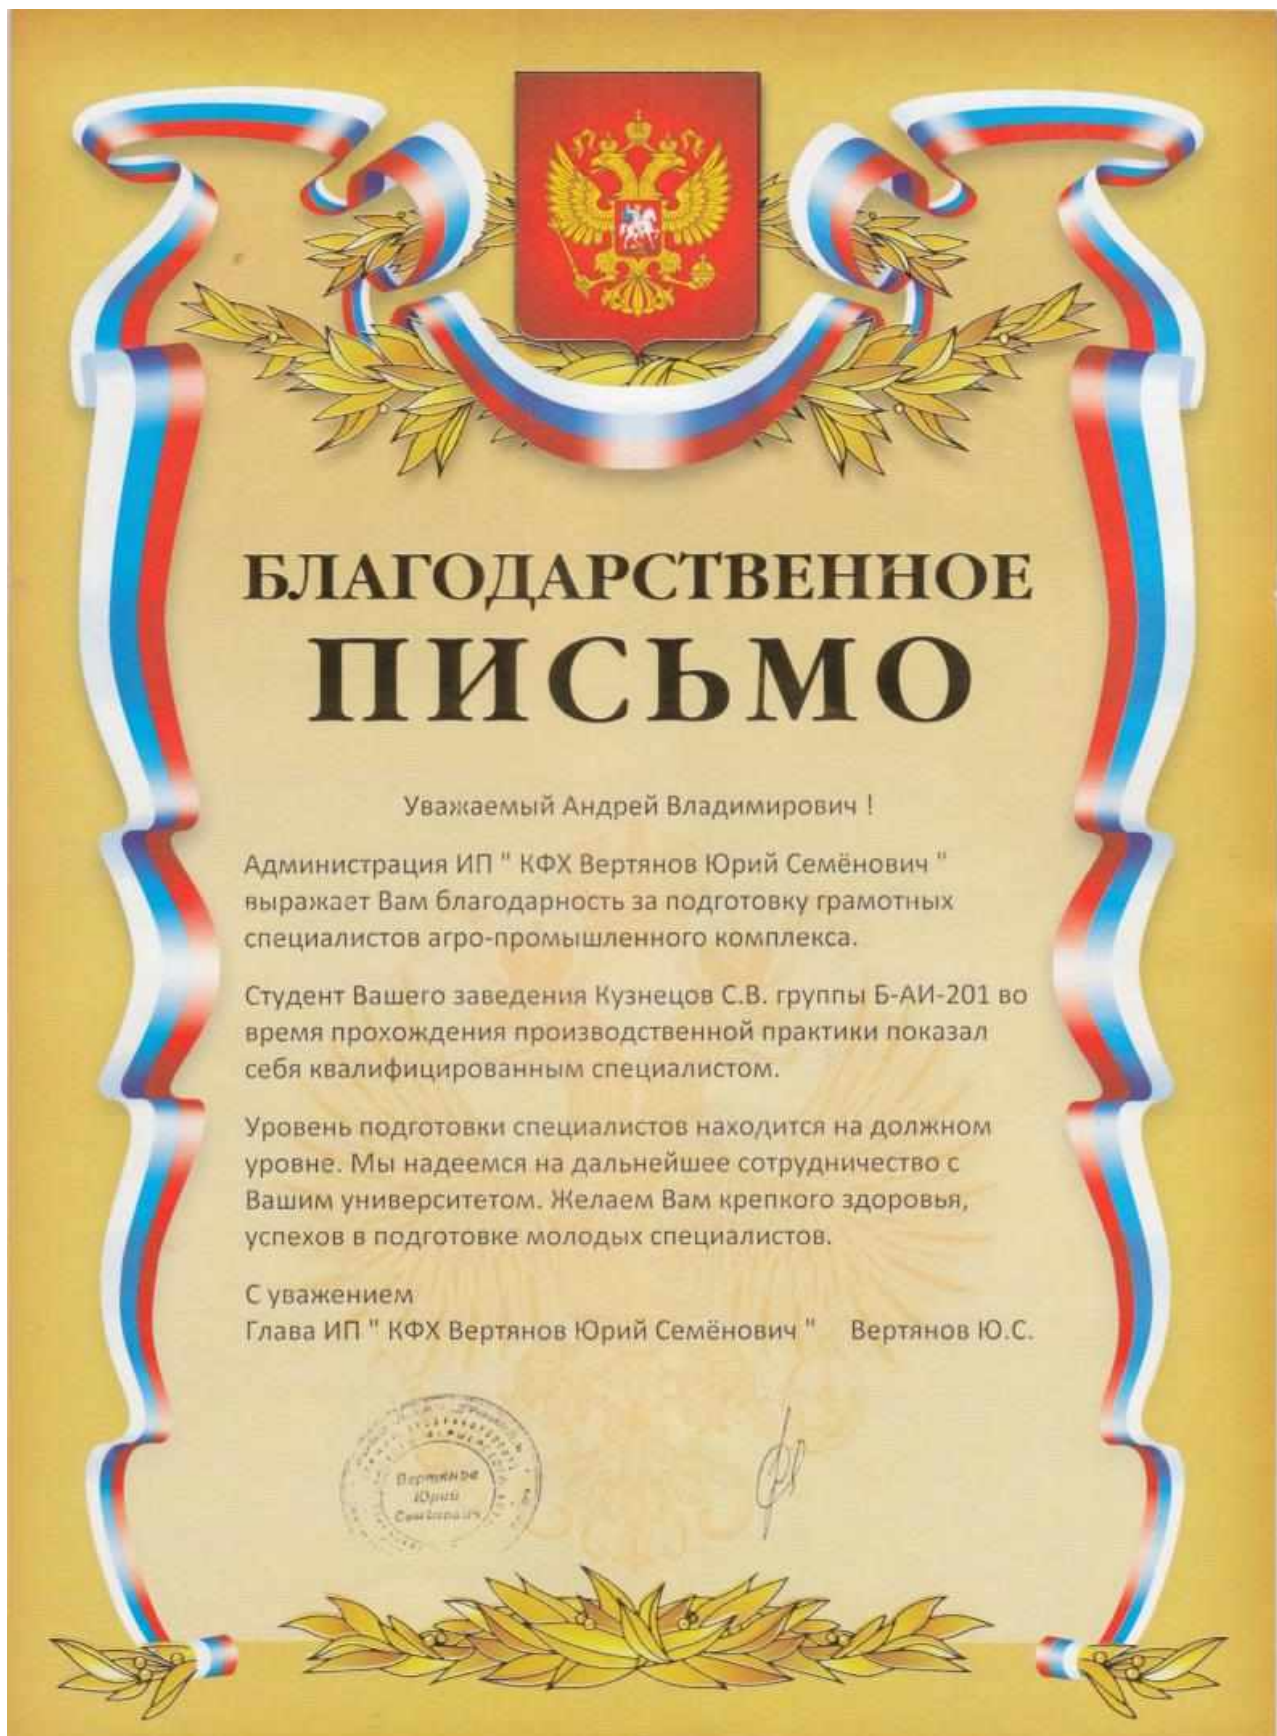 БЛАГОДАРСТВЕННОЕ
ПИСЬМО
Уважаемый Андрей Владимирович !
Администрация ИП " КФХ Вертянов Юрий Семёнович "
выражает Вам благодарность за подготовку грамотных
специалистов агро-промышленного комплекса.
Студент Вашего заведения Кузнецов С.В. группы Б-АИ-201 во
время прохождения производственной практики показал
себя квалифицированным специалистом.
Уровень подготовки специалистов находится на должном
уровне. Мы надеемся на дальнейшее сотрудничество с
Вашим университетом. Желаем Вам крепкого здоровья,
успехов в подготовке молодых специалистов.
С уважением
Глава ИП " КФХ Вертянов Юрий Семёнович " Вертянов Ю.С.
Вертянов
Юрий